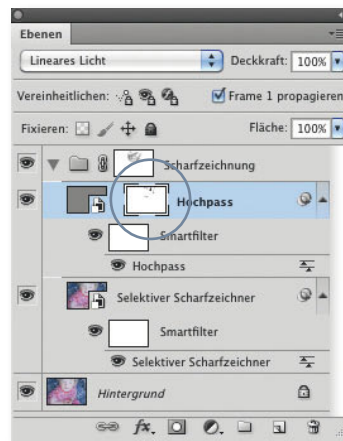 Ebenen
Lineares Licht Deckkraft: 100%
Vereinheitlichen: Frame 1 propagieren
Fixieren: Fläche: 100%
Scharfzeichnung
Hochpass
Smartfilter
Hochpass
Selektiver Scharfzeichner
Smartfilter
Selektiver Scharfzeichner
Hintergrund
fx.